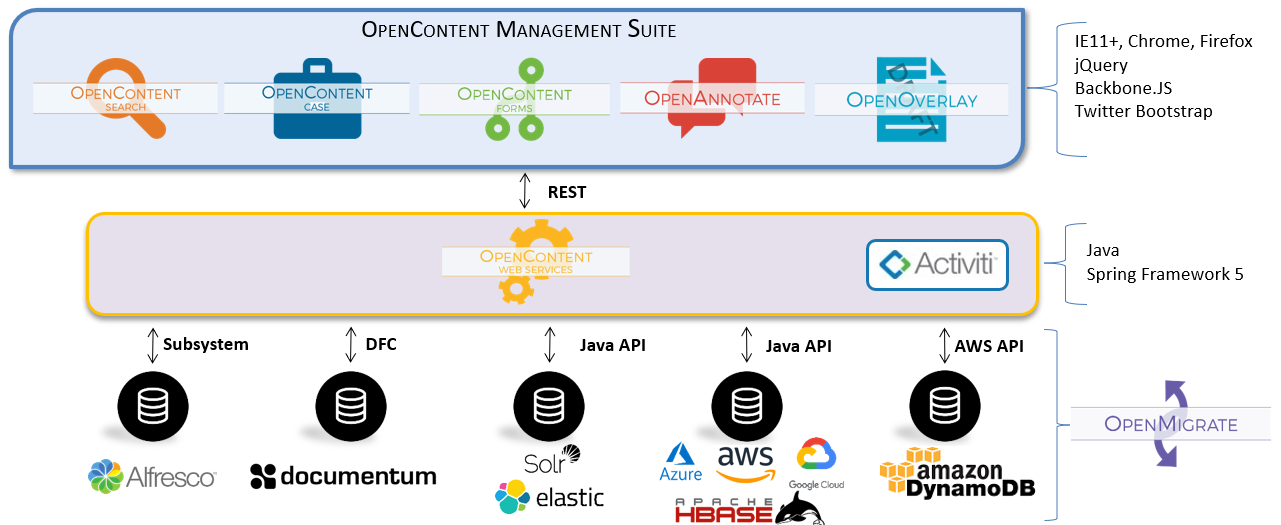 OpenContent Management Suite
IE11+, Chrome, Firefox
jQuery
Backbone.JS
Twitter Bootstrap
OpenContent
Search
OpenContent
Case
OpenContent
Forms
OpenAnnotate
DRAFT
OpenOverlay
REST
OpenContent
Web Services
Activiti™
Java
Spring Framework 5
Subsystem
DFC
Java API
Java API
AWS API
OpenMigrate
Alfresco™
documentum
Solr
elastic
Azure
aws
Google Cloud
APACHE
HBASE
amazon
DynamoDB